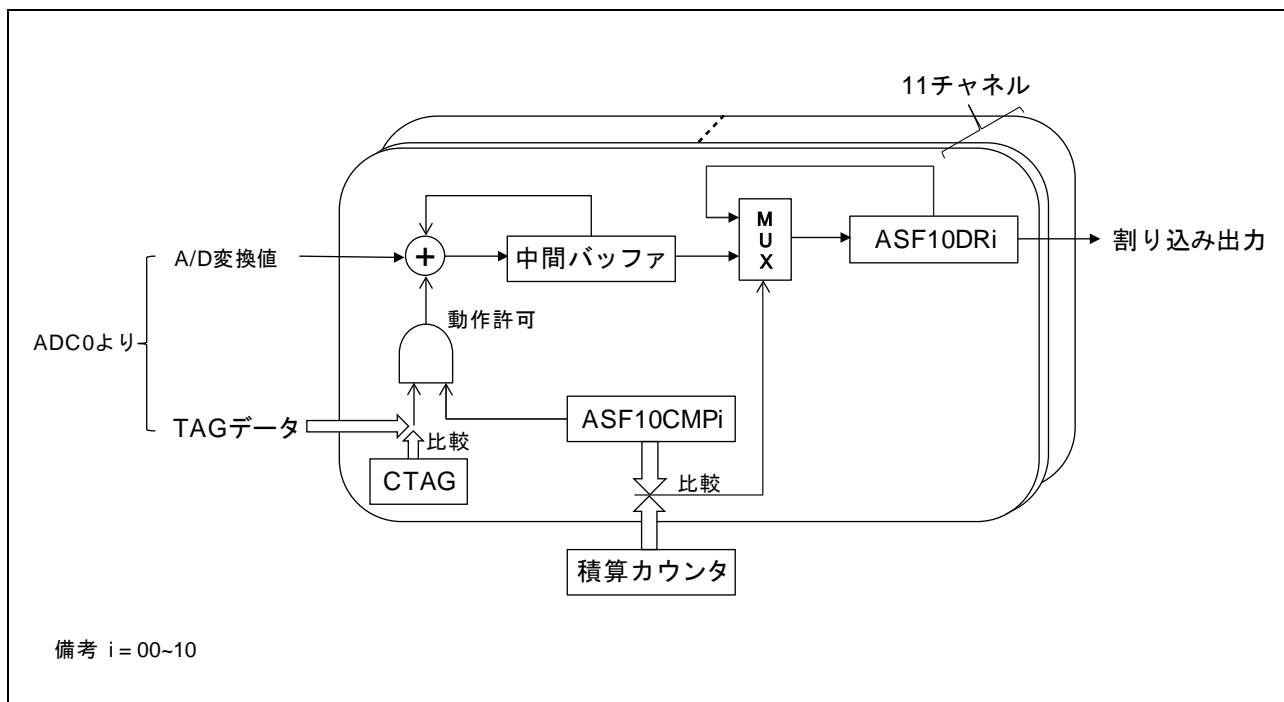 11チャネル
A/D変換値
ADC0より
TAGデータ
+
中間バッファ
MUX
ASF10DRi
割り込み出力
動作許可
比較
CTAG
ASF10CMPi
比較
積算カウンタ
備考 i = 00~10